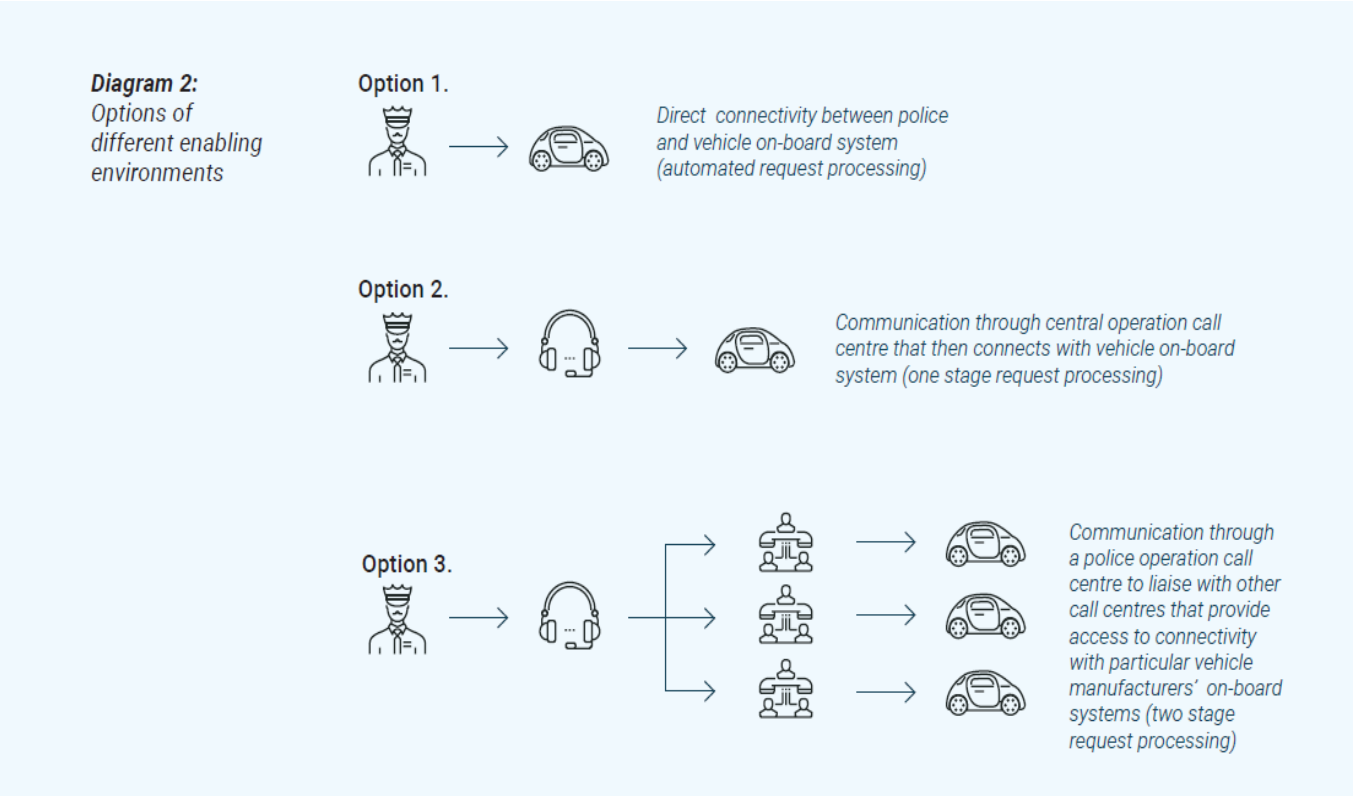 Diagram 2:
Options of
different enabling
environments
Option 1.
Direct connectivity between police
and vehicle on-board system
(automated request processing)
Option 2.
Communication through central operation call
centre that then connects with vehicle on-board
system (one stage request processing)
Option 3.
Communication through
a police operation call
centre to liaise with other
call centres that provide
access to connectivity
with particular vehicle
manufacturers’ on-board
systems (two stage
request processing)